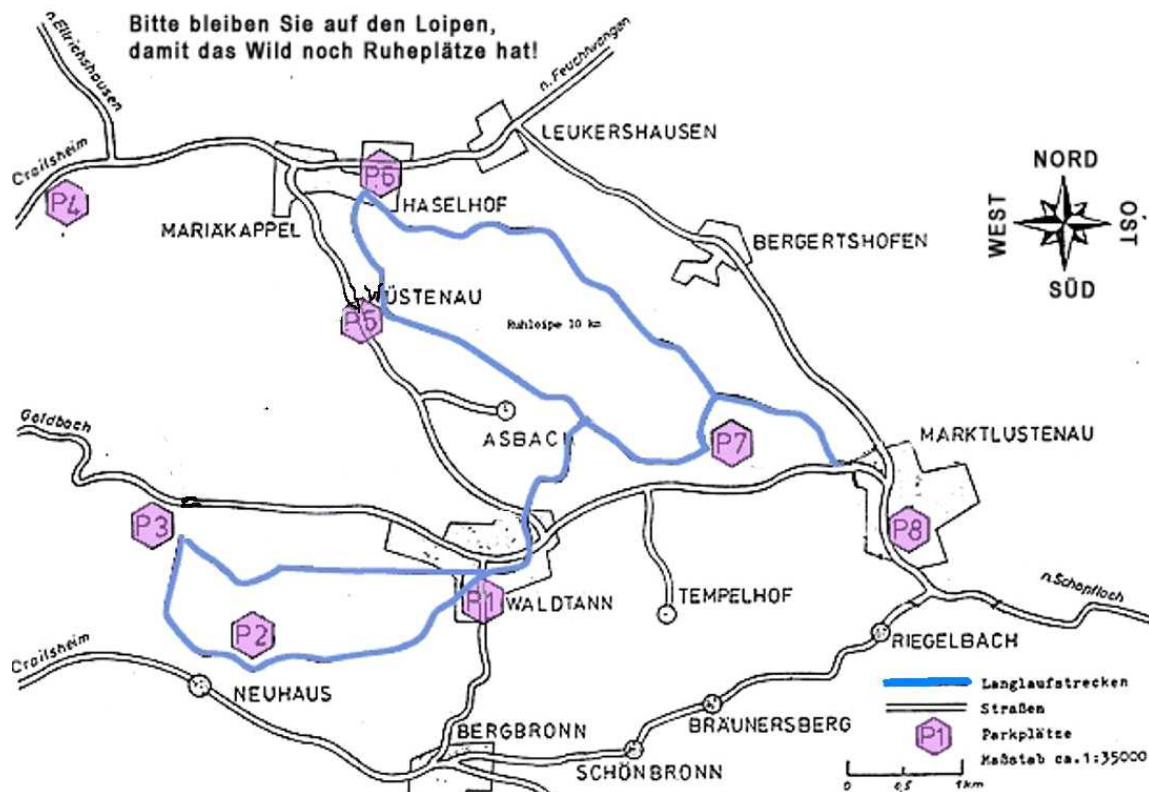 Bitte bleiben Sie auf den Loipen,
damit das Wild noch Ruheplätze hat!
n. Ellrichshausen
n. Feuchtwangen
LEUKERSHAUSEN
Crailsheim
P4
P6
HASELHOF
MARIÄKAPPEL
BERGERTSHOFEN
NORD
WEST
OST
SÜD
WÜSTENAU
P5
Ruhloipe 10 km
Goldbach
ASBACH
P7
MARKTLUSTENAU
P3
P8
P1
WALDTANN
TEMPELHOF
n. Schopfloch
P2
RIEGELBACH
Crailsheim
NEUHAUS
BERGBRONN
BRÄUNERSBERG
SCHÖNBRONN
Langlaufstrecken
Straßen
P1
Parkplätze
Maßstab ca. 1:35000
0 0,5 1km